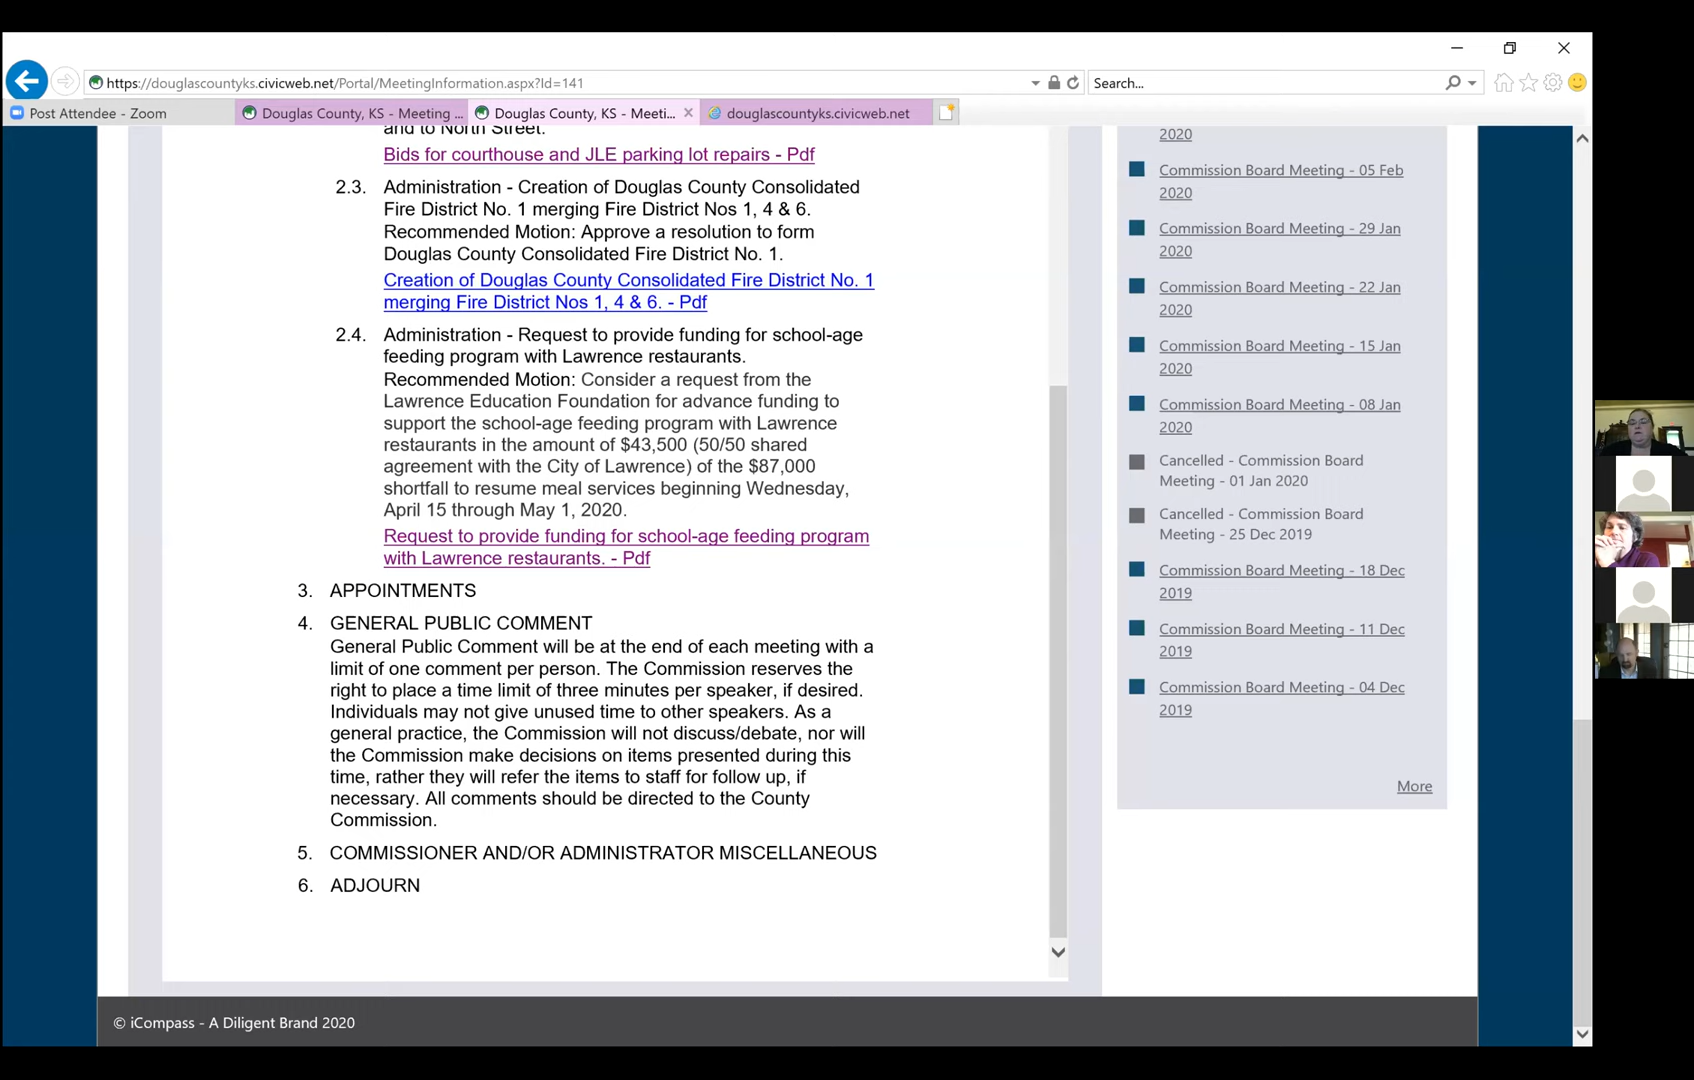 https://douglascountyks.civicweb.net/Portal/MeetingInformation.aspx?Id=141
Search...
Post Attendee - Zoom
Douglas County, KS - Meeting ...
Douglas County, KS - Meeti...
douglascountyks.civicweb.net
and to North Street.
Bids for courthouse and JLE parking lot repairs - Pdf
2.3. Administration - Creation of Douglas County Consolidated
Fire District No. 1 merging Fire District Nos 1, 4 & 6.
Recommended Motion: Approve a resolution to form
Douglas County Consolidated Fire District No. 1.
Creation of Douglas County Consolidated Fire District No. 1
merging Fire District Nos 1, 4 & 6. - Pdf
2.4. Administration - Request to provide funding for school-age
feeding program with Lawrence restaurants.
Recommended Motion: Consider a request from the
Lawrence Education Foundation for advance funding to
support the school-age feeding program with Lawrence
restaurants in the amount of $43,500 (50/50 shared
agreement with the City of Lawrence) of the $87,000
shortfall to resume meal services beginning Wednesday,
April 15 through May 1, 2020.
Request to provide funding for school-age feeding program
with Lawrence restaurants. - Pdf
3. APPOINTMENTS
4. GENERAL PUBLIC COMMENT
General Public Comment will be at the end of each meeting with a
limit of one comment per person. The Commission reserves the
right to place a time limit of three minutes per speaker, if desired.
Individuals may not give unused time to other speakers. As a
general practice, the Commission will not discuss/debate, nor will
the Commission make decisions on items presented during this
time, rather they will refer the items to staff for follow up, if
necessary. All comments should be directed to the County
Commission.
5. COMMISSIONER AND/OR ADMINISTRATOR MISCELLANEOUS
6. ADJOURN
2020
Commission Board Meeting - 05 Feb
2020
Commission Board Meeting - 29 Jan
2020
Commission Board Meeting - 22 Jan
2020
Commission Board Meeting - 15 Jan
2020
Commission Board Meeting - 08 Jan
2020
Cancelled - Commission Board
Meeting - 01 Jan 2020
Cancelled - Commission Board
Meeting - 25 Dec 2019
Commission Board Meeting - 18 Dec
2019
Commission Board Meeting - 11 Dec
2019
Commission Board Meeting - 04 Dec
2019
More
© iCompass - A Diligent Brand 2020